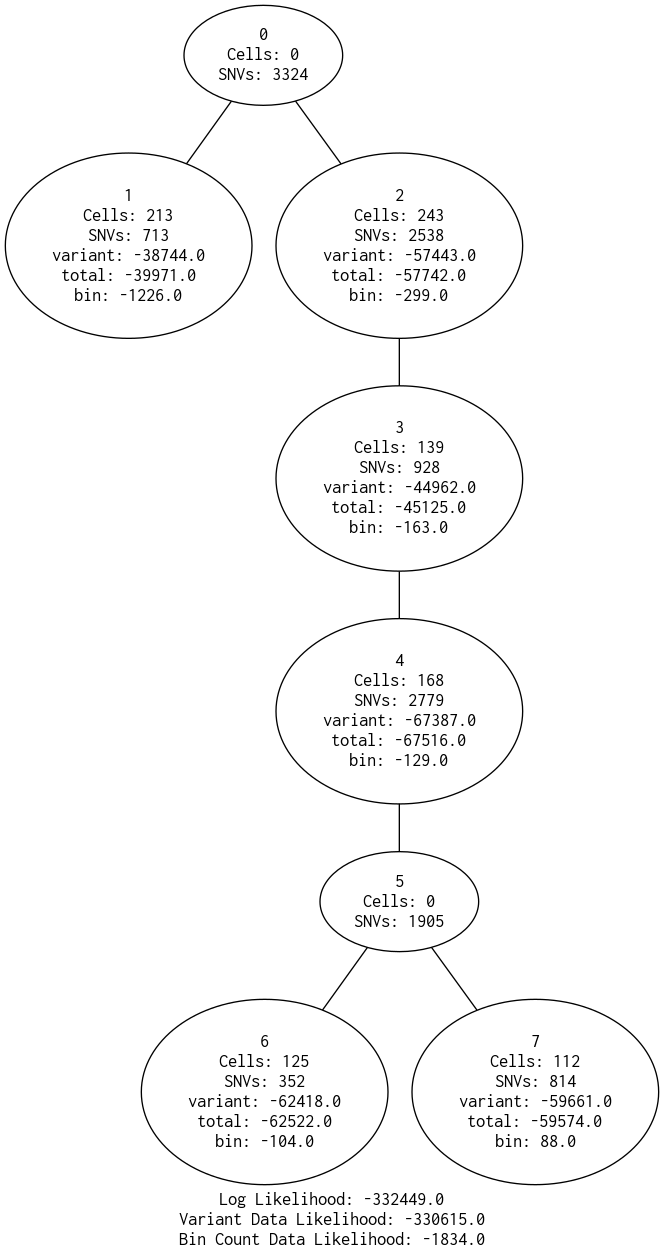 0
Cells: 0
SNVs: 3324
1
Cells: 213
SNVs: 713
variant: -38744.0
total: -39971.0
bin: -1226.0
2
Cells: 243
SNVs: 2538
variant: -57443.0
total: -57742.0
bin: -299.0
3
Cells: 139
SNVs: 928
variant: -44962.0
total: -45125.0
bin: -163.0
4
Cells: 168
SNVs: 2779
variant: -67387.0
total: -67516.0
bin: -129.0
5
Cells: 0
SNVs: 1905
6
Cells: 125
SNVs: 352
variant: -62418.0
total: -62522.0
bin: -104.0
7
Cells: 112
SNVs: 814
variant: -59661.0
total: -59574.0
bin: 88.0
Log Likelihood: -332449.0
Variant Data Likelihood: -330615.0
Bin Count Data Likelihood: -1834.0